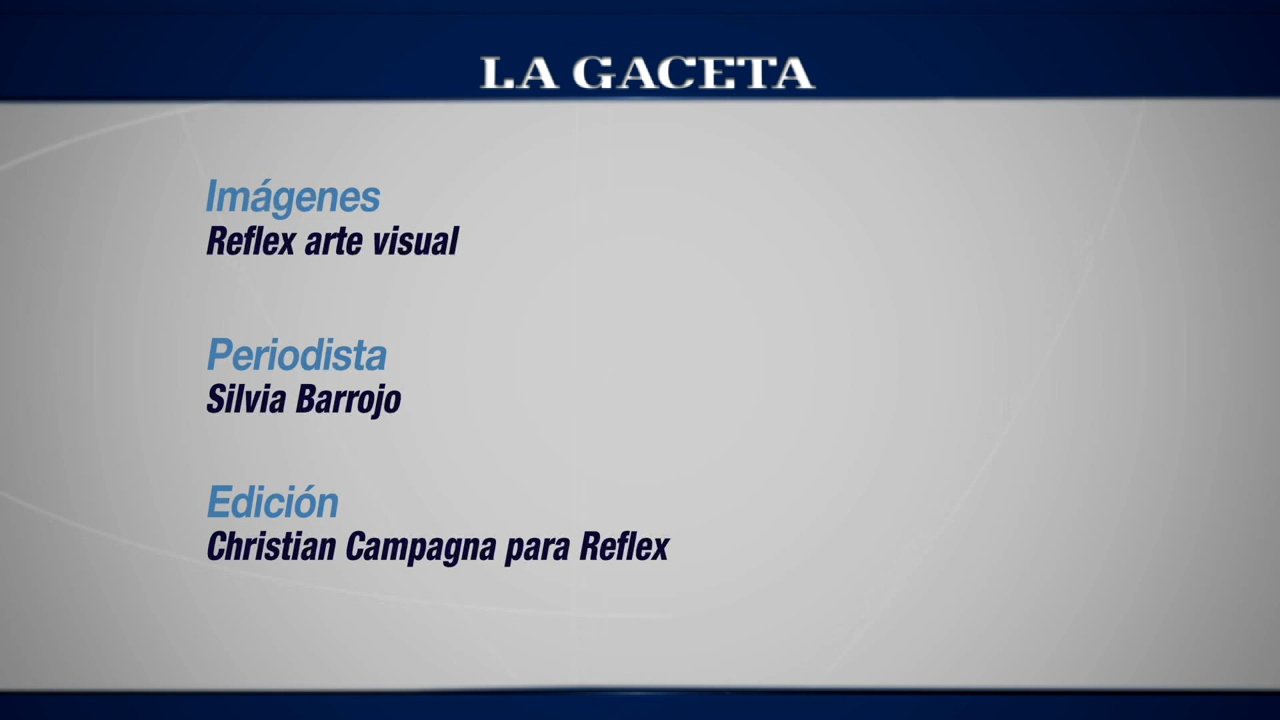 LA GACETA
Imágenes
Reflex arte visual
Periodista
Silvia Barrojo
Edición
Christian Campagna para Reflex